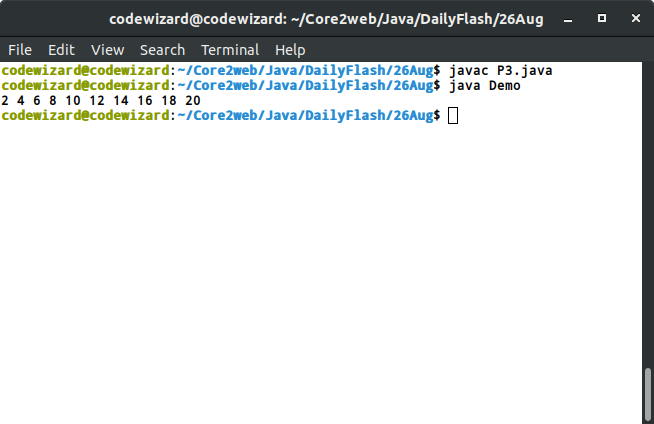 codewizard@codewizard: ~/Core2web/Java/DailyFlash/26Aug
File Edit View Search Terminal Help
codewizard@codewizard:~/Core2web/Java/DailyFlash/26Aug$ javac P3.java
codewizard@codewizard:~/Core2web/Java/DailyFlash/26Aug$ java Demo
2 4 6 8 10 12 14 16 18 20
codewizard@codewizard:~/Core2web/Java/DailyFlash/26Aug$